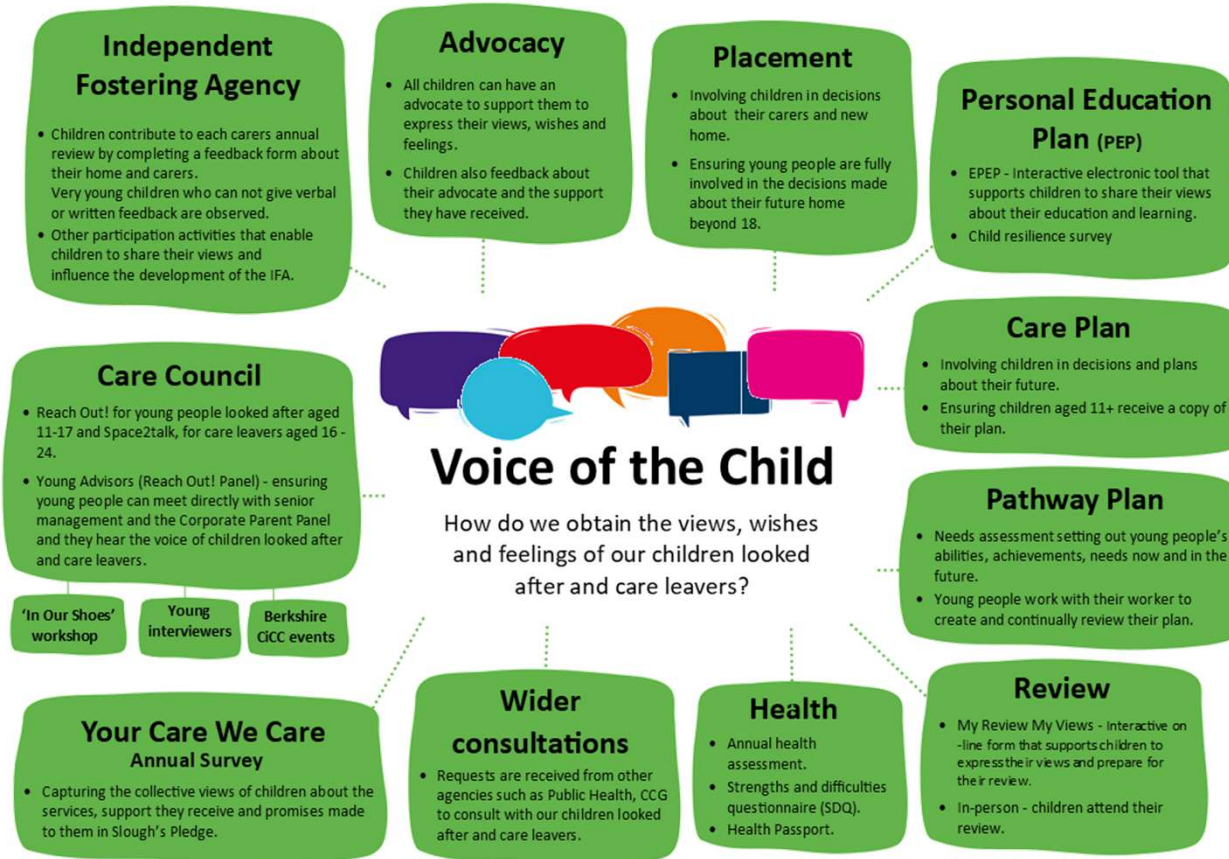 Independent
Fostering Agency
• Children contribute to each carers annual
review by completing a feedback form about
their home and carers.
Very young children who can not give verbal
or written feedback are observed.
• Other participation activities that enable
children to share their views and
influence the development of the IFA.
Advocacy
• All children can have an
advocate to support them to
express their views, wishes and
feelings.
• Children also feedback about
their advocate and the support
they have received.
Placement
• Involving children in decisions
about their carers and new
home.
• Ensuring young people are fully
involved in the decisions made
about their future home
beyond 18.
Personal Education
Plan (PEP)
• EPEP - Interactive electronic tool that
supports children to share their views
about their education and learning.
• Child resilience survey
Care Council
• Reach Out! for young people looked after aged
11-17 and Space2talk, for care leavers aged 16 -
24.
• Young Advisors (Reach Out! Panel) - ensuring
young people can meet directly with senior
management and the Corporate Parent Panel
and they hear the voice of children looked after
and care leavers.
'In Our Shoes'
workshop
Young
interviewers
Berkshire
CiCC events
Voice of the Child
How do we obtain the views, wishes
and feelings of our children looked
after and care leavers?
Care Plan
• Involving children in decisions and plans
about their future.
• Ensuring children aged 11+ receive a copy of
their plan.
Pathway Plan
• Needs assessment setting out young people's
abilities, achievements, needs now and in the
future.
• Young people work with their worker to
create and continually review their plan.
Your Care We Care
Annual Survey
• Capturing the collective views of children about the
services, support they receive and promises made
to them in Slough's Pledge.
Wider
consultations
• Requests are received from other
agencies such as Public Health, CCG
to consult with our children looked
after and care leavers.
Health
• Annual health
assessment.
• Strengths and difficulties
questionnaire (SDQ).
• Health Passport.
Review
• My Review My Views - Interactive on
-line form that supports children to
express their views and prepare for
their review.
• In-person - children attend their
review.